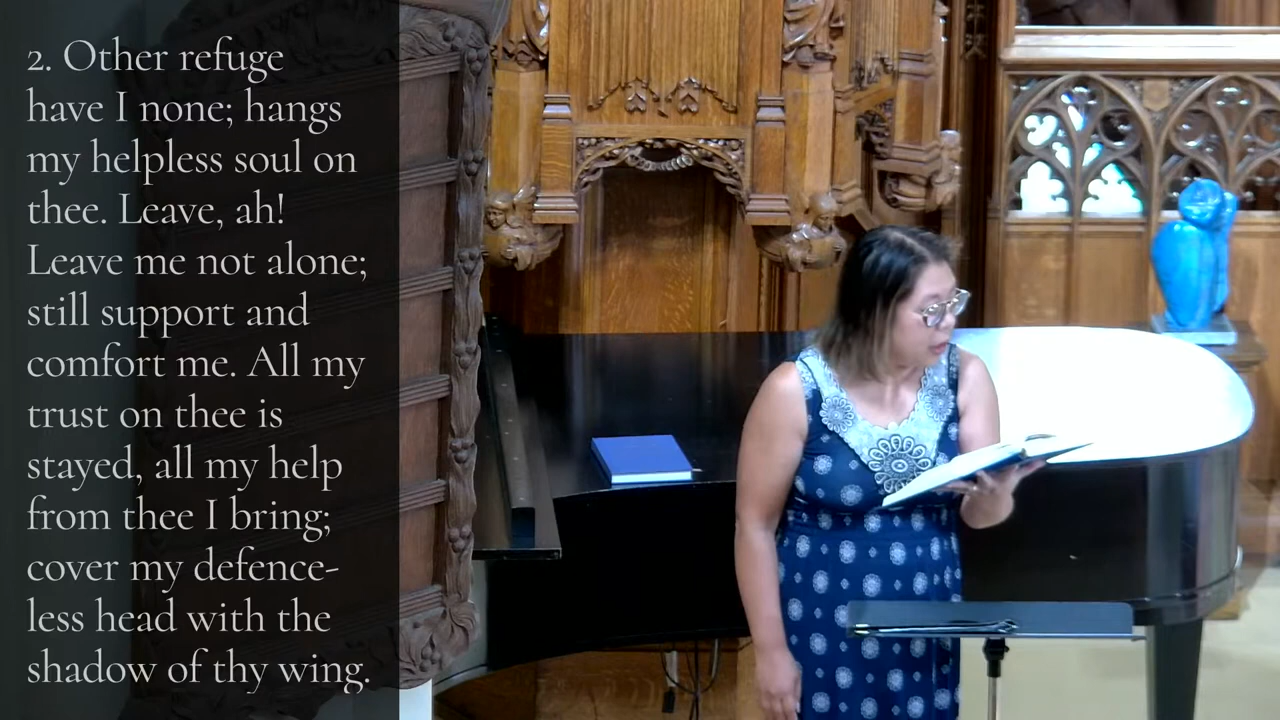 2. Other refuge
have I none; hangs
my helpless soul on
thee. Leave, ah!
Leave me not alone;
still support and
comfort me. All my
trust on thee is
stayed, all my help
from thee I bring;
cover my defence-
less head with the
shadow of thy wing.